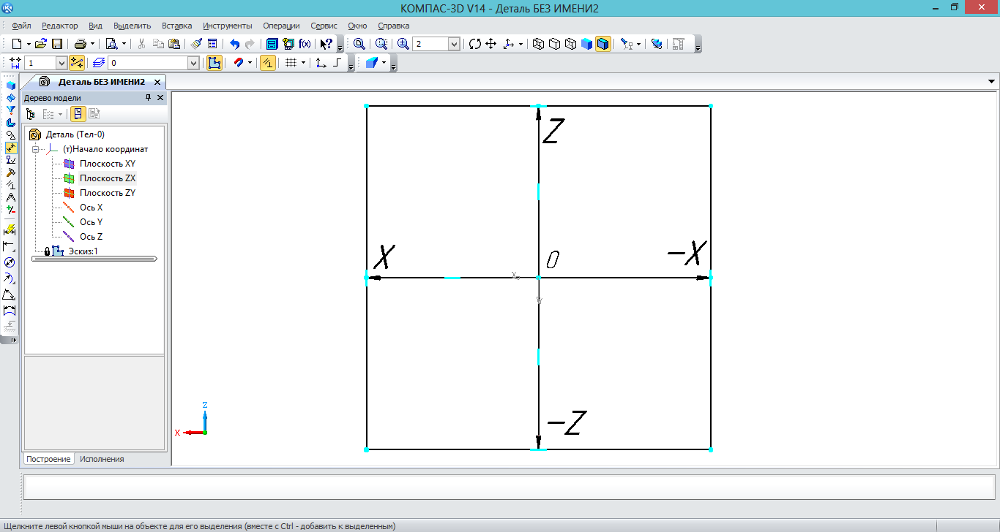 КОМПАС-3D V14 - Деталь БЕЗ ИМЕНИ2
Файл Редактор Вид Выделить Вставка Инструменты Операции Сервис Окно Справка
f(x) 2
1 0
Деталь БЕЗ ИМЕНИ2
Дерево модели
Деталь (Тел-0)
(т)Начало координат
Плоскость XY
Плоскость ZX
Плоскость ZY
Ось X
Ось Y
Ось Z
Эскиз:1
Z
X 0 -X
-Z
Z
X
Построение Исполнения
Щелкните левой кнопкой мыши на объекте для его выделения (вместе с Ctrl - добавить к выделенным)